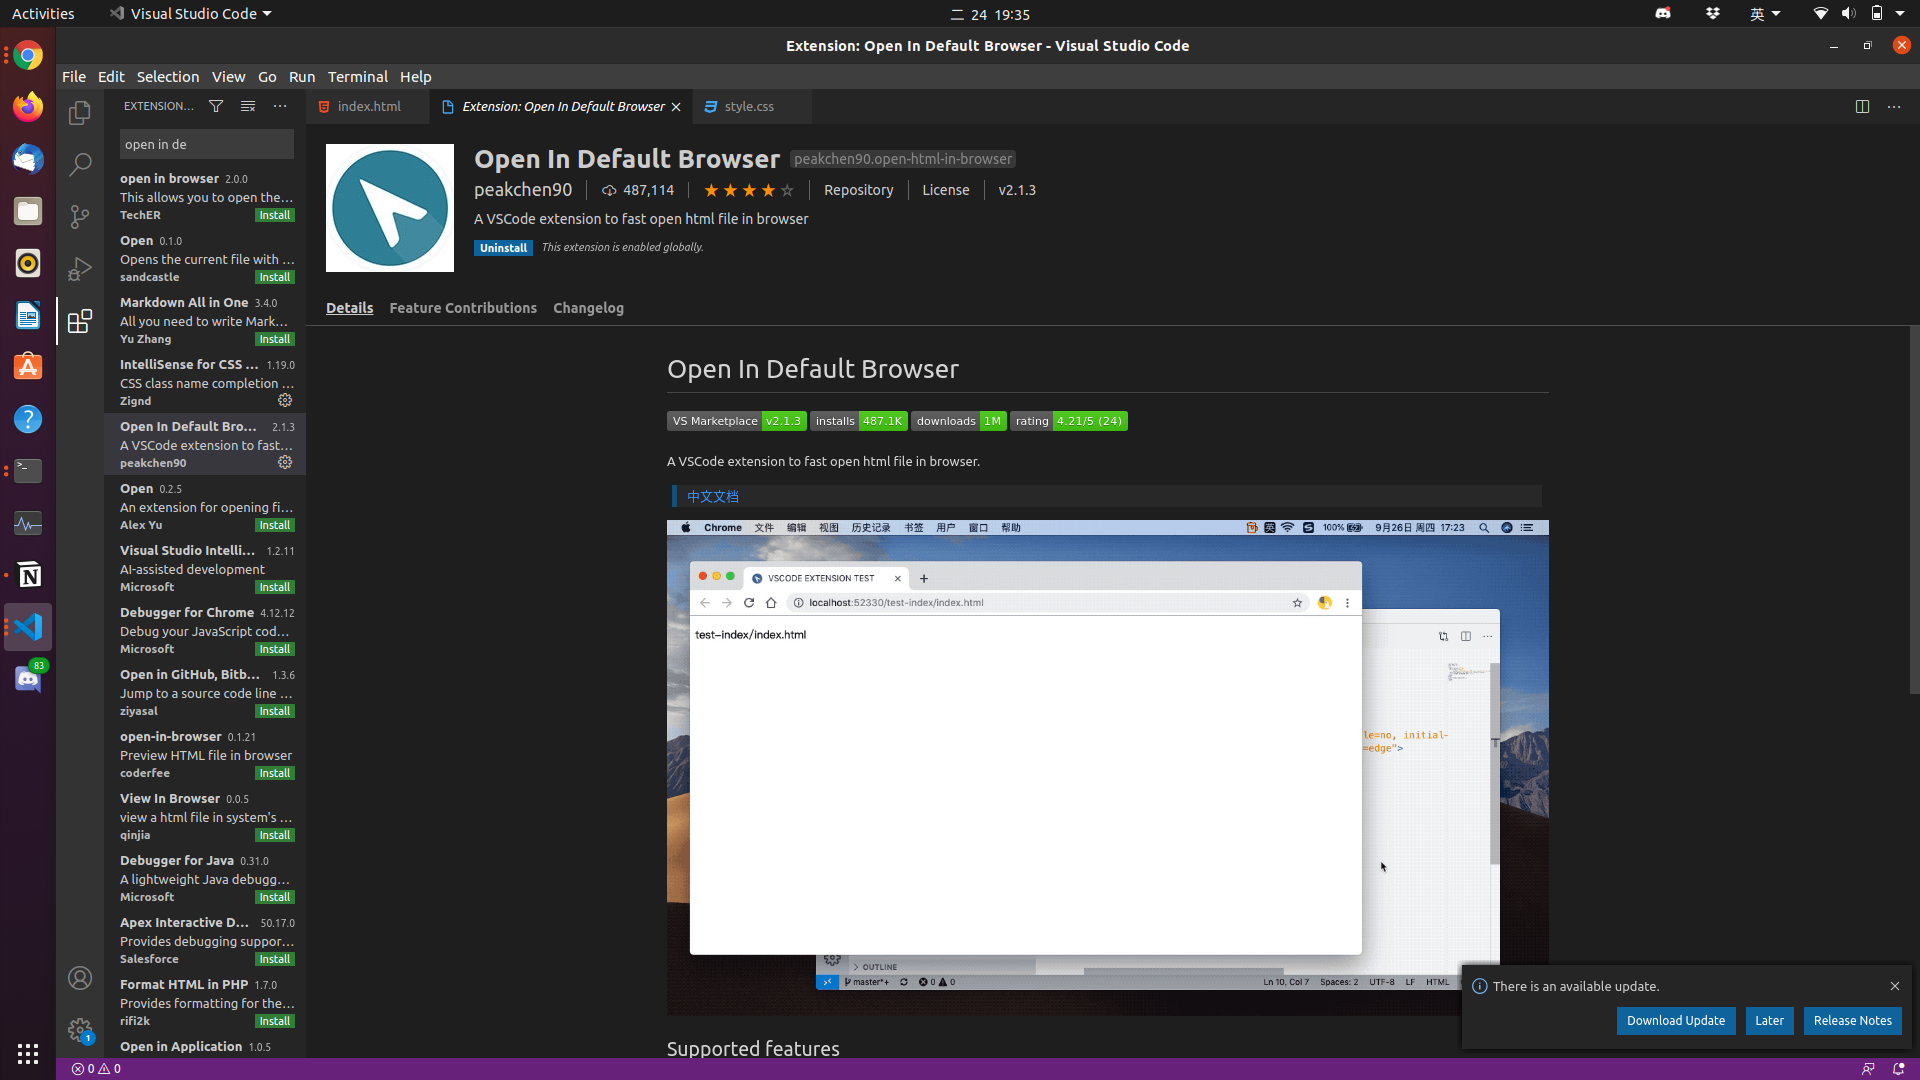 Activities
Visual Studio Code
二 24 19:35
英
Extension: Open In Default Browser - Visual Studio Code
File Edit Selection View Go Run Terminal Help
EXTENSION...
open in de
open in browser 2.0.0
This allows you to open the...
TechER
Install
Open 0.1.0
Opens the current file with ...
sandcastle
Install
Markdown All in One 3.4.0
All you need to write Mark...
Yu Zhang
Install
IntelliSense for CSS ... 1.19.0
CSS class name completion ...
Zignd
Open In Default Bro... 2.1.3
A VSCode extension to fast...
peakchen90
Open 0.2.5
An extension for opening fi...
Alex Yu
Install
Visual Studio Intelli... 1.2.11
AI-assisted development
Microsoft
Install
Debugger for Chrome 4.12.12
Debug your JavaScript cod...
Microsoft
Install
Open in GitHub, Bitb... 1.3.6
Jump to a source code line ...
ziyasal
Install
open-in-browser 0.1.21
Preview HTML file in browser
coderfee
Install
View In Browser 0.0.5
view a html file in system's ...
qinjia
Install
Debugger for Java 0.31.0
A lightweight Java debugg...
Microsoft
Install
Apex Interactive D... 50.17.0
Provides debugging suppor...
Salesforce
Install
Format HTML in PHP 1.7.0
Provides formatting for the...
rifi2k
Install
Open in Application 1.0.5
83
1
index.html
Extension: Open In Default Browser
style.css
Open In Default Browser peakchen90.open-html-in-browser
peakchen90 487,114 Repository License v2.1.3
A VSCode extension to fast open html file in browser
Uninstall This extension is enabled globally.
Details Feature Contributions Changelog
Open In Default Browser
VS Marketplace v2.1.3 installs 487.1K downloads 1M rating 4.21/5 (24)
A VSCode extension to fast open html file in browser.
中文文档
Chrome 文件 编辑 视图 历史记录 书签 用户 窗口 帮助 英 100% 9月26日 周四 17:23
VSCODE EXTENSION TEST
localhost:52330/test-index/index.html
test-index/index.html
le=no, initial-
=edge">
OUTLINE
master*+ 0 0 Ln 10, Col 7 Spaces: 2 UTF-8 LF HTML
Supported features
There is an available update.
Download Update Later Release Notes
0 0